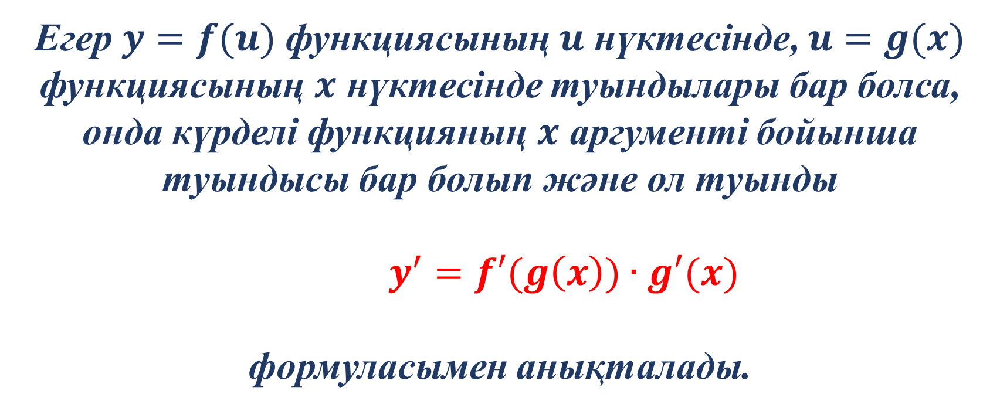 Егер y = f(u) функциясының u нүктесінде, u = g(x)
функциясының x нүктесінде туындылары бар болса,
онда күрделі функцияның x аргументі бойынша
туындысы бар болып және ол туынды
y′ = f′(g(x)) · g′(x)
формуласымен анықталады.